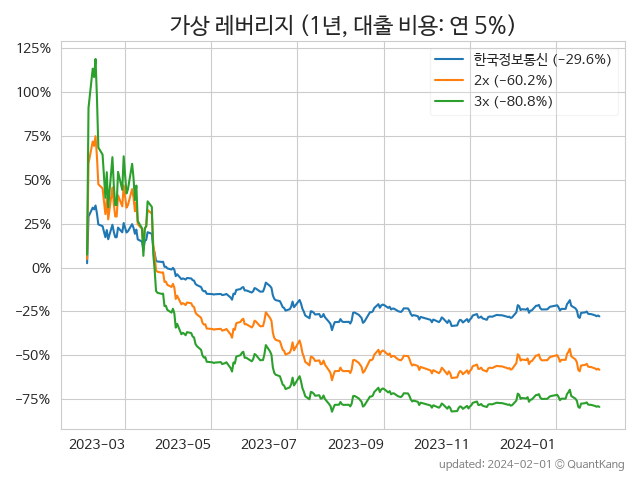 가상 레버리지 (1년, 대출 비용: 연 5%)
한국정보통신 (−29.6%)
2x (−60.2%)
3x (−80.8%)
125%
100%
75%
50%
25%
0%
−25%
−50%
−75%
2023-03 2023-05 2023-07 2023-09 2023-11 2024-01
updated: 2024-02-01 © QuantKang